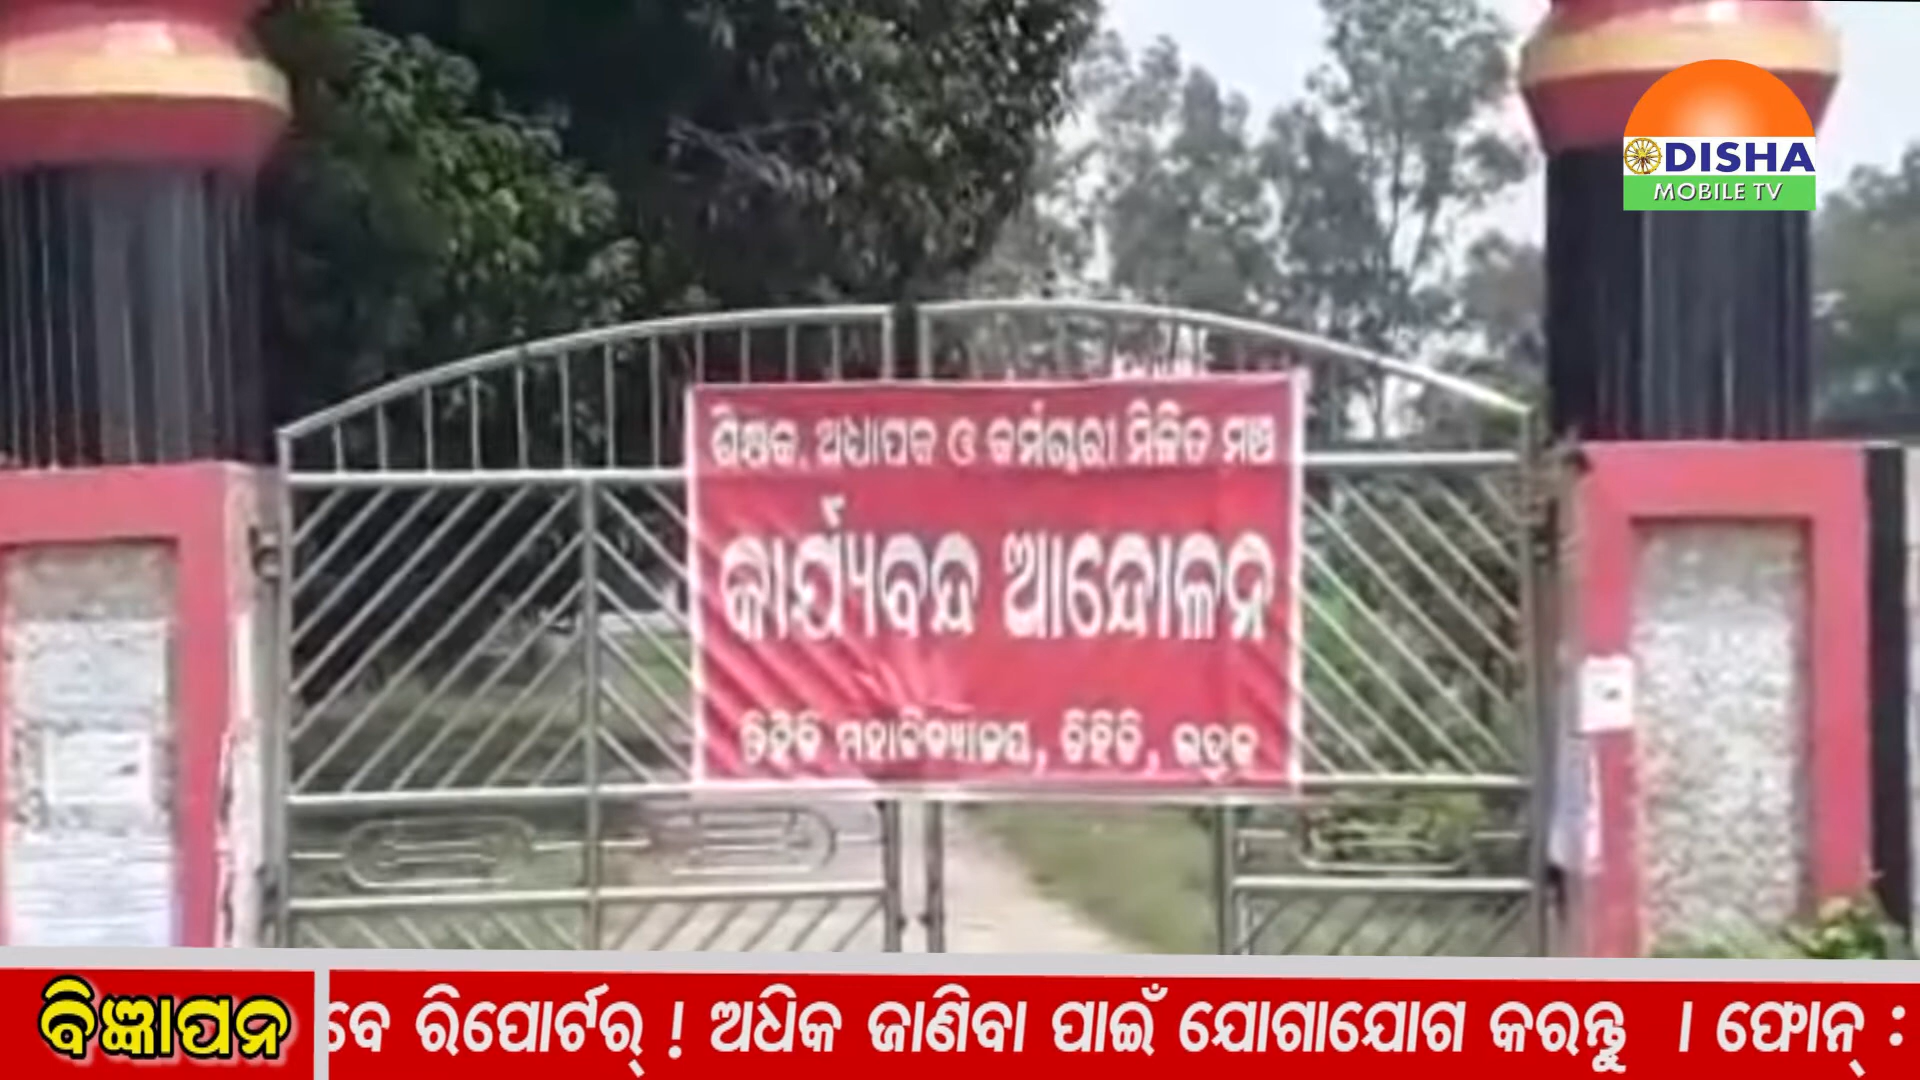 ODISHA
MOBILE TV
ଶିକ୍ଷକ, ଅଧ୍ୟାପକ ଓ କର୍ମଚାରୀ ମିଳିତ ମଞ୍ଚ
କାର୍ଯ୍ୟବନ୍ଦ ଆନ୍ଦୋଳନ
ଚିହିଡି ମହାବିଦ୍ୟାଳୟ, ଚିହିଡି, ଭଦ୍ରକ
ବିଜ୍ଞାପନ
ବେ ରିପୋର୍ଟର୍ ! ଅଧିକ ଜାଣିବା ପାଇଁ ଯୋଗାଯୋଗ କରନ୍ତୁ । ଫୋନ୍ :